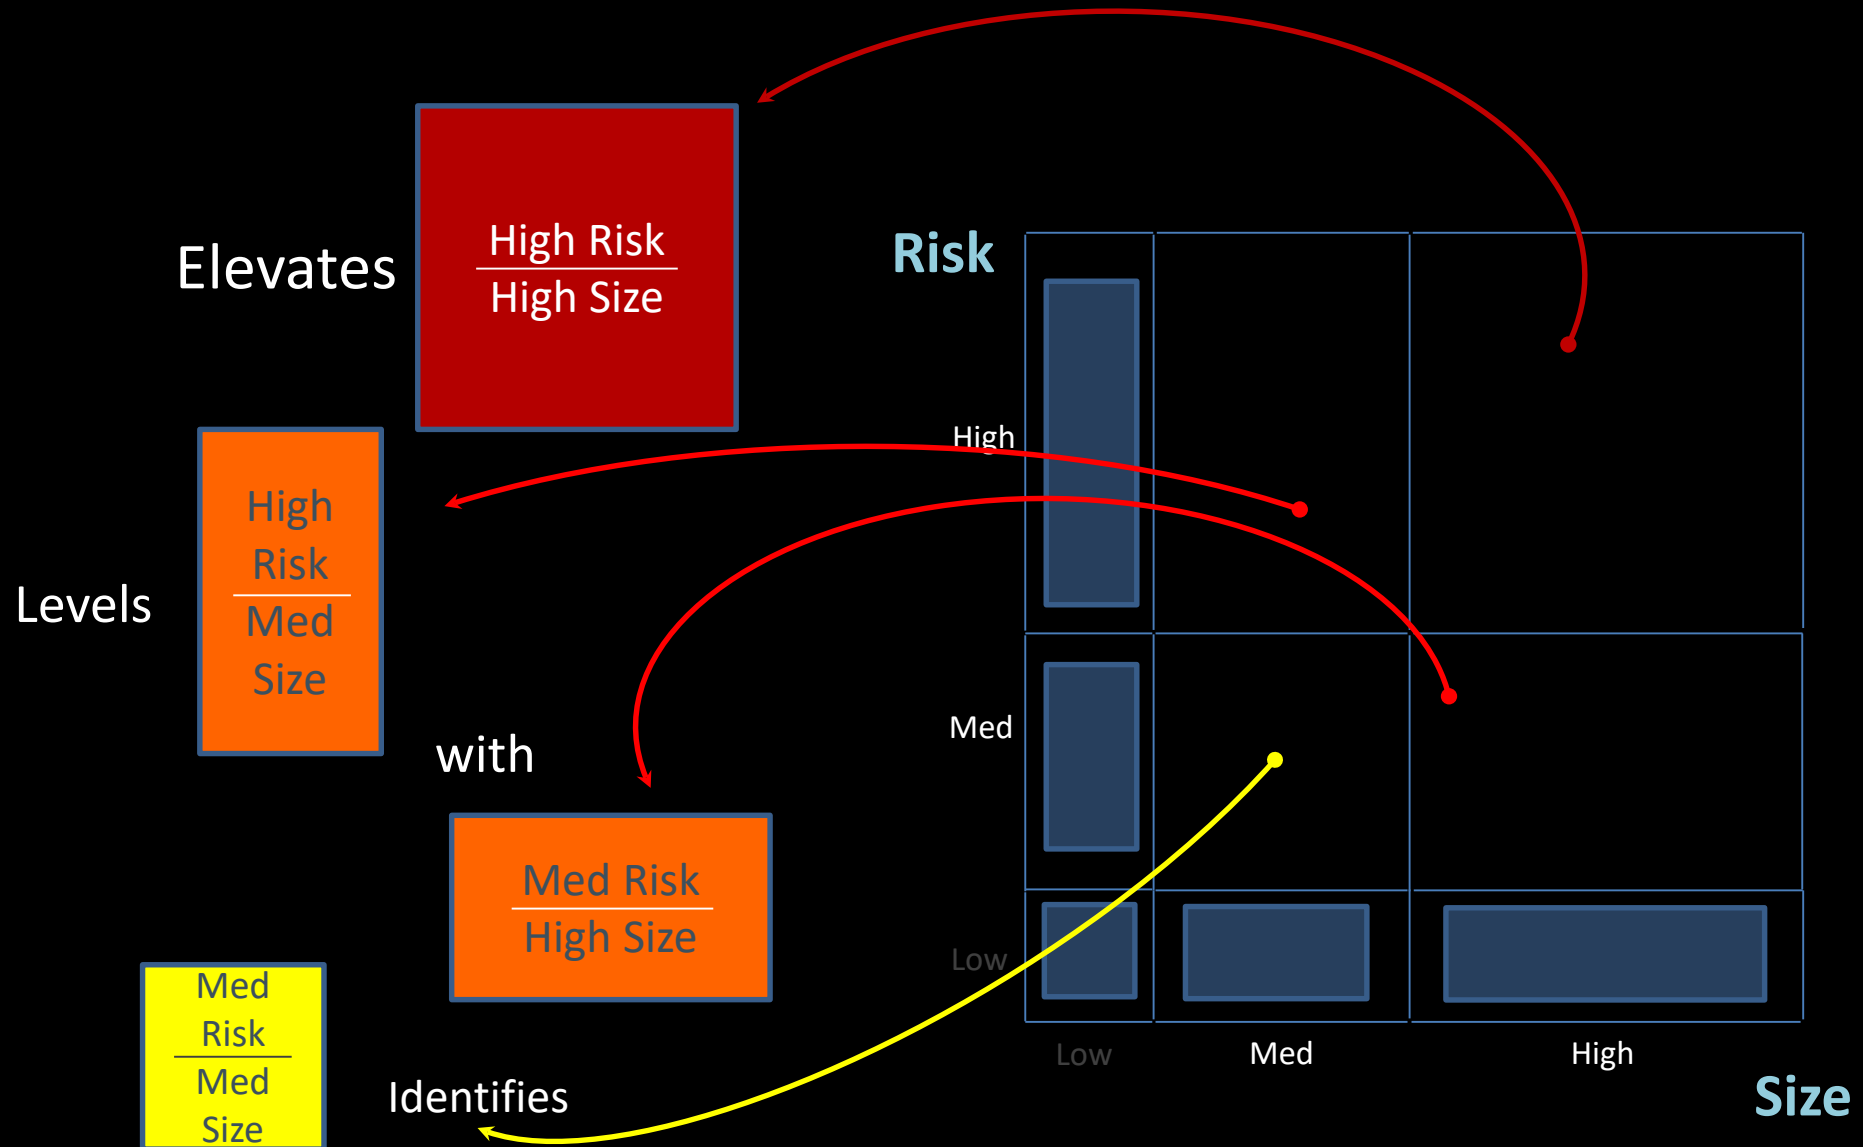 Elevates
High Risk
High Size
Levels
High
Risk
Med
Size
with
Med Risk
High Size
Med
Risk
Med
Size
Identifies
Risk
High
Med
Low
Low
Med
High
Size